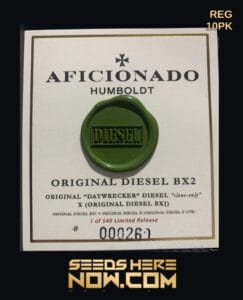 REG
10PK
AFICIONADO
HUMBOLDT
DIESEL
ORIGINAL DIESEL BX2
ORIGINAL "DAYWRECKER" DIESEL "clone-only"
X (ORIGINAL DIESEL BX1)
1 of 540 Limited Release
# 000260
SEEDS HERE
NOW.COM